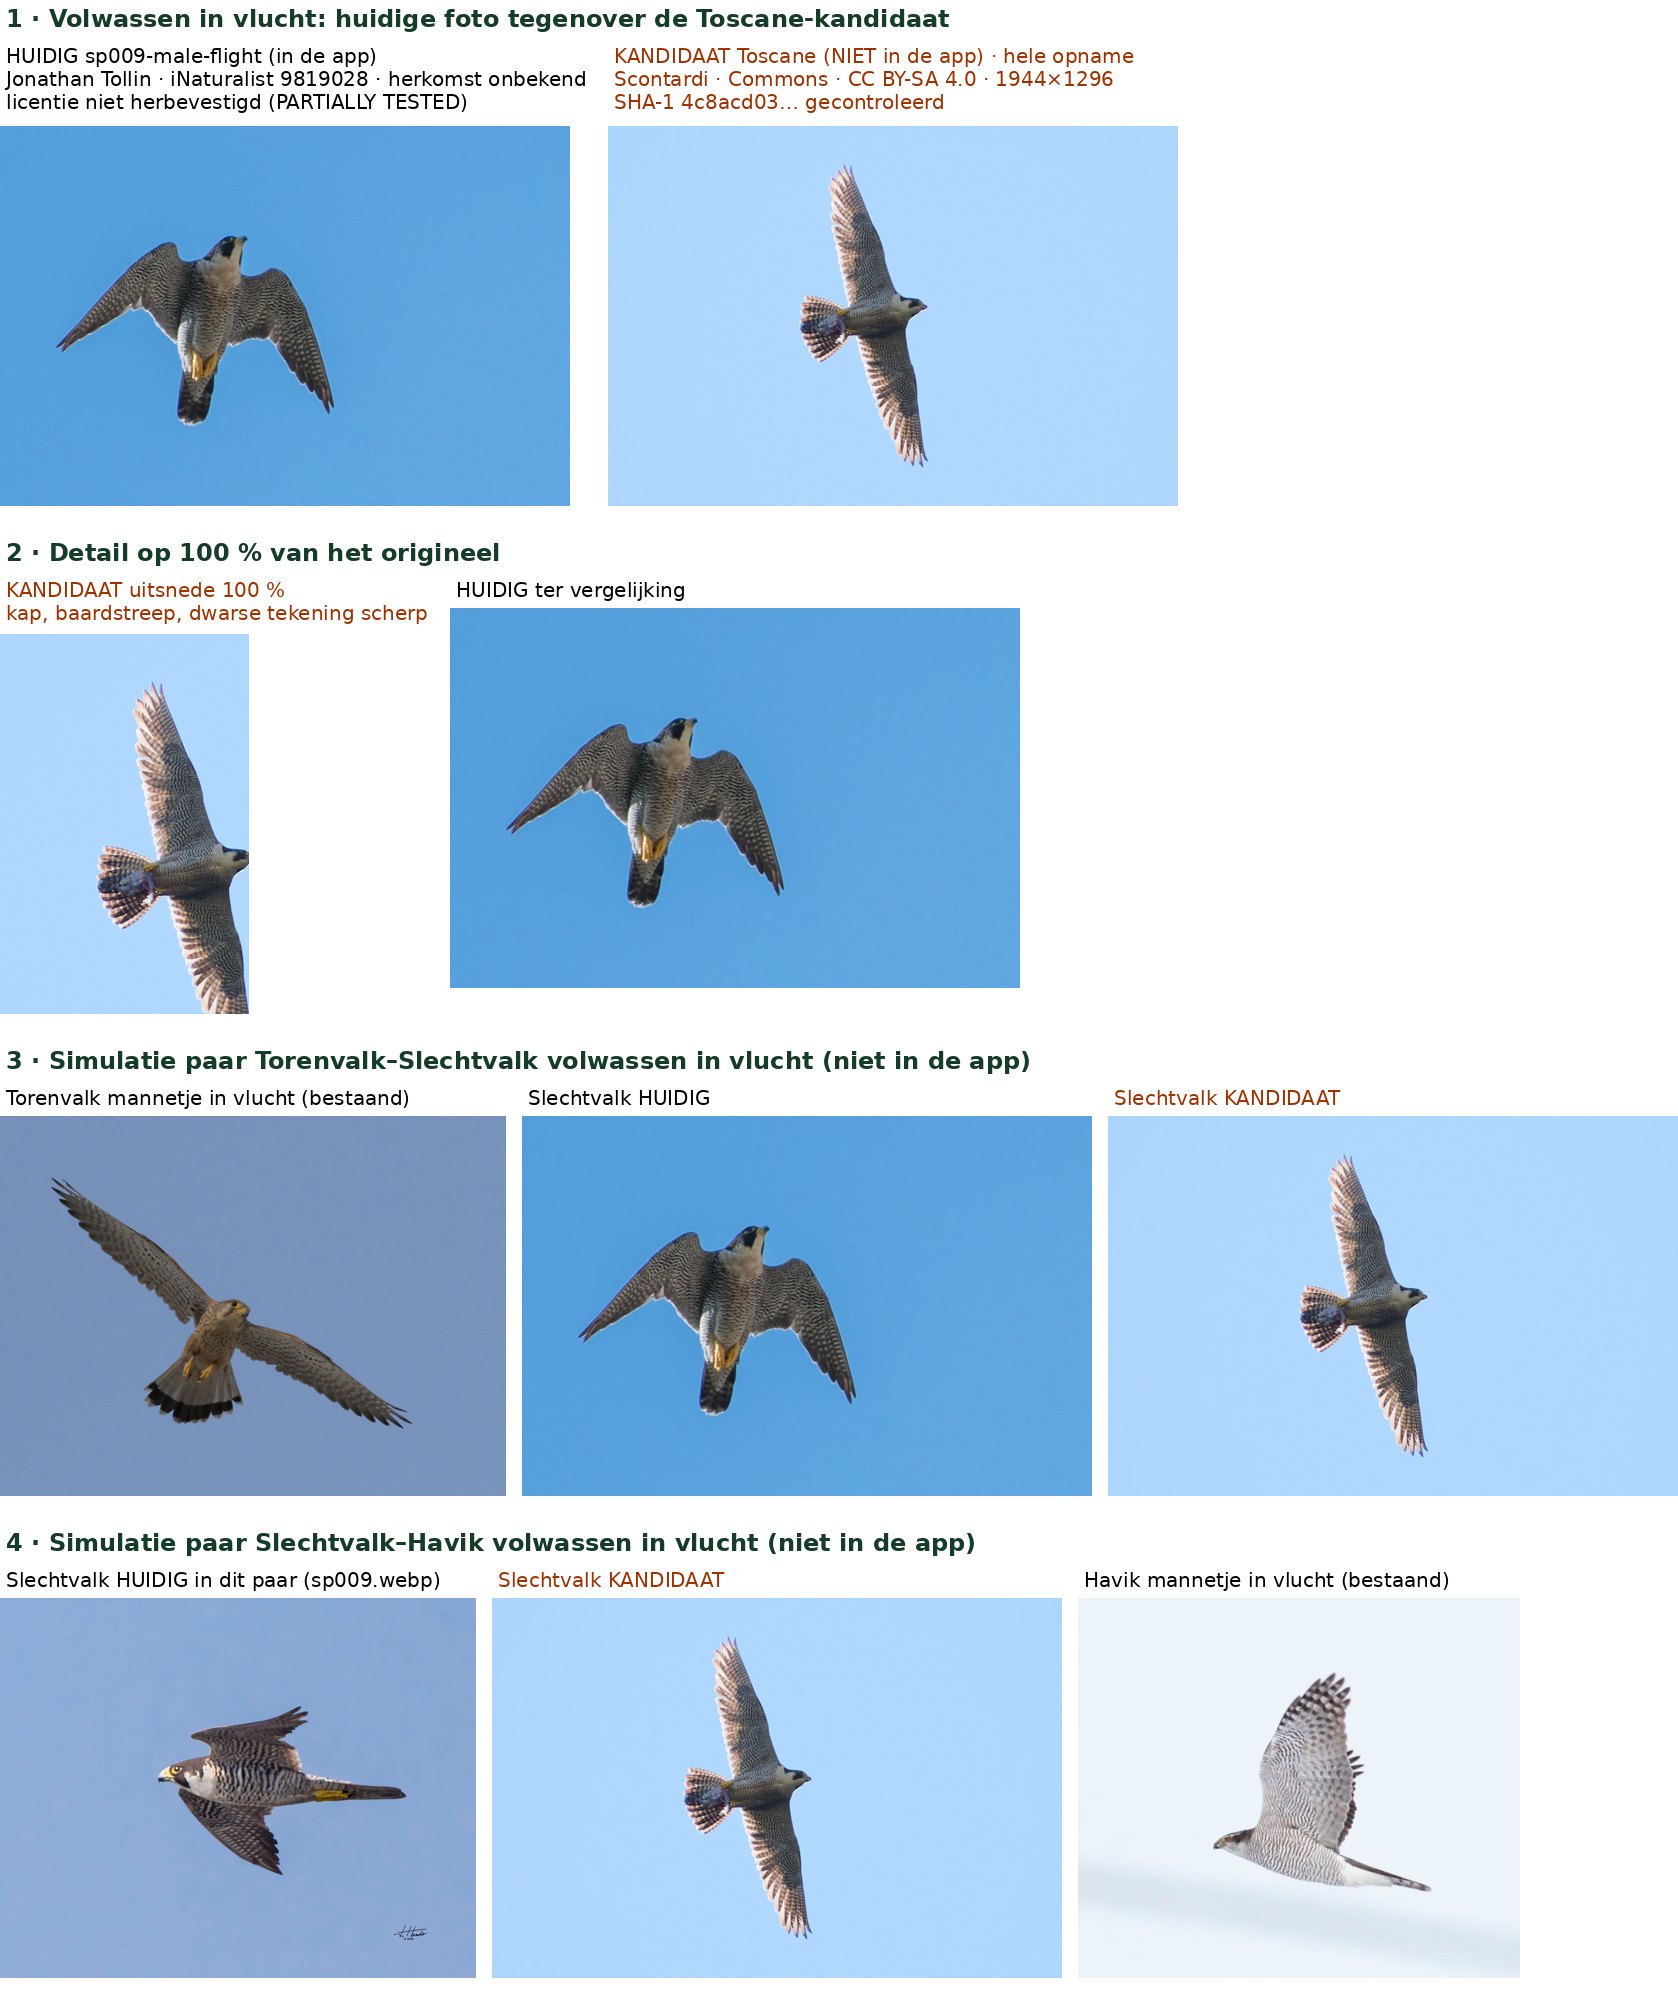 1 · Volwassen in vlucht: huidige foto tegenover de Toscane-kandidaat
HUIDIG sp009-male-flight (in de app)
Jonathan Tollin · iNaturalist 9819028 · herkomst onbekend
licentie niet herbevestigd (PARTIALLY TESTED)
KANDIDAAT Toscane (NIET in de app) · hele opname
Scontardi · Commons · CC BY-SA 4.0 · 1944×1296
SHA-1 4c8acd03... gecontroleerd
2 · Detail op 100 % van het origineel
KANDIDAAT uitsnede 100 %
kap, baardstreep, dwarse tekening scherp
HUIDIG ter vergelijking
3 · Simulatie paar Torenvalk–Slechtvalk volwassen in vlucht (niet in de app)
Torenvalk mannetje in vlucht (bestaand)
Slechtvalk HUIDIG
Slechtvalk KANDIDAAT
4 · Simulatie paar Slechtvalk–Havik volwassen in vlucht (niet in de app)
Slechtvalk HUIDIG in dit paar (sp009.webp)
Slechtvalk KANDIDAAT
Havik mannetje in vlucht (bestaand)